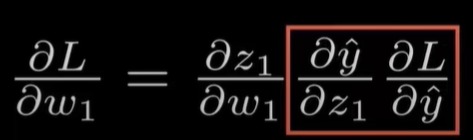 ∂L/∂w₁ = ∂z₁/∂w₁ ∂ŷ/∂z₁ ∂L/∂ŷ